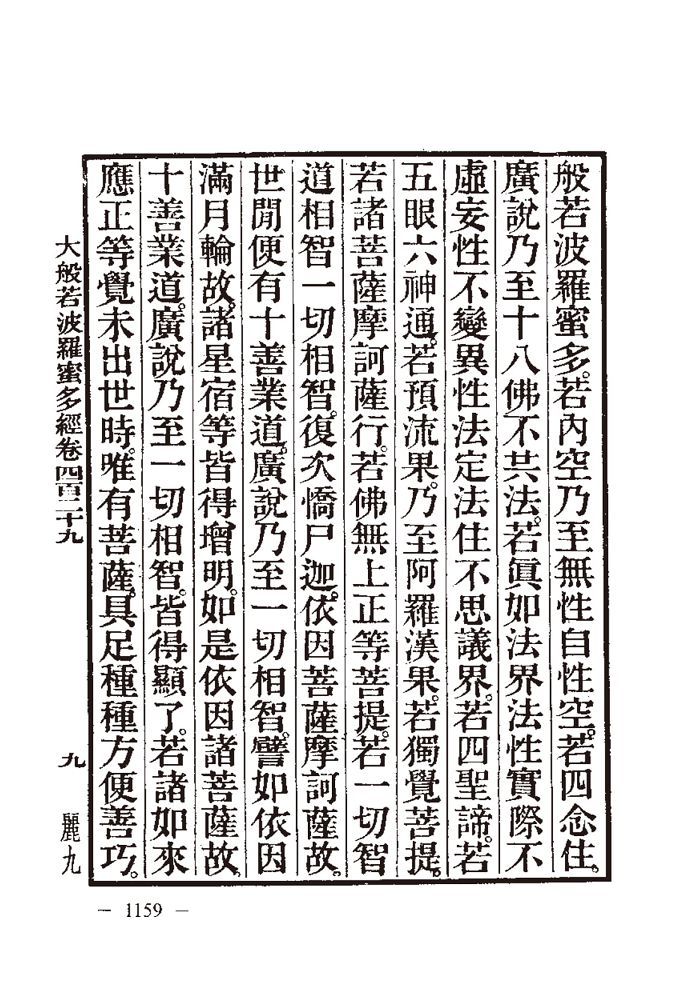 般若波羅蜜多。若內空乃至無性自性空。若四念住。
廣說乃至十八佛不共法。若眞如法界法性實際不
虛妄性不變異性法定法住不思議界。若四聖諦。若
五眼六神通。若預流果。乃至阿羅漢果。若獨覺菩提。
若諸菩薩摩訶薩行。若佛無上正等菩提。若一切智
道相智一切相智。復次憍尸迦。依因菩薩摩訶薩故。
世閒便有十善業道。廣說乃至一切相智。譬如依因
滿月輪故。諸星宿等皆得增明。如是依因諸菩薩故。
十善業道。廣說乃至一切相智。皆得顯了。若諸如來
應正等覺未出世時。唯有菩薩。具足種種方便善巧。
大般若波羅蜜多經卷四百二十九
九
麗九
— 1159 —